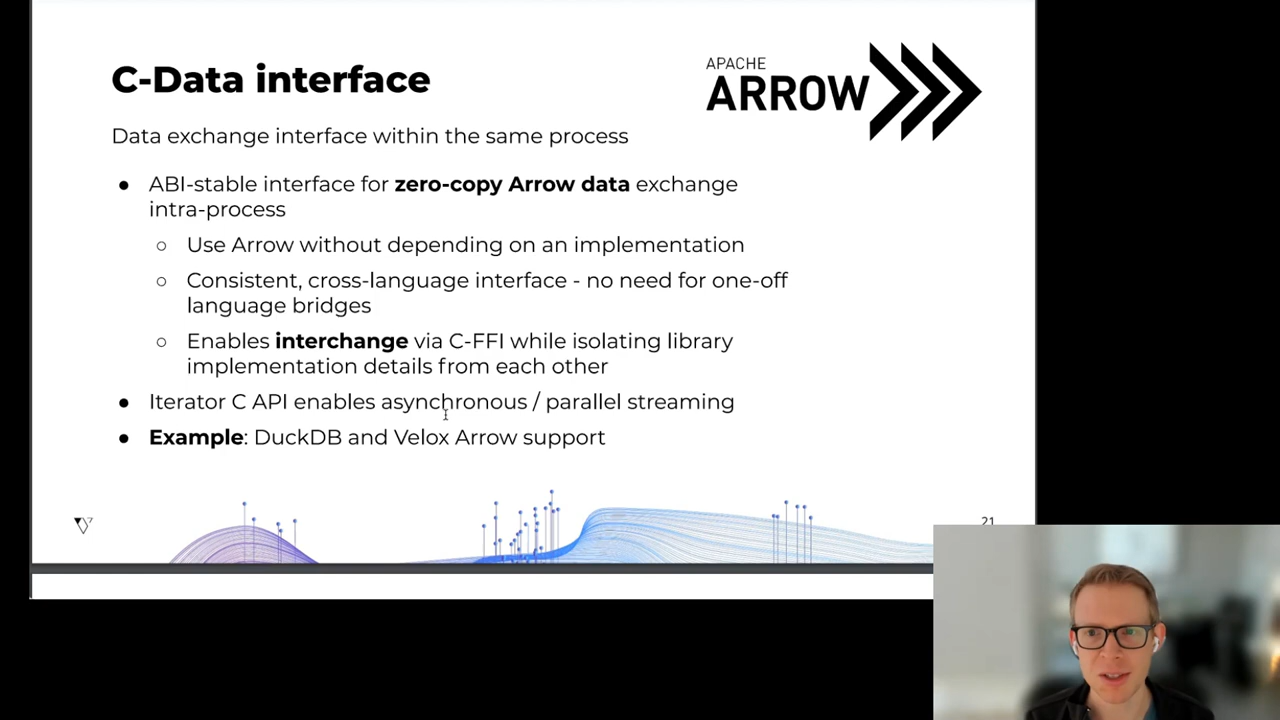 C-Data interface
APACHE
ARROW
Data exchange interface within the same process
● ABI-stable interface for zero-copy Arrow data exchange
intra-process
○ Use Arrow without depending on an implementation
○ Consistent, cross-language interface - no need for one-off
language bridges
○ Enables interchange via C-FFI while isolating library
implementation details from each other
● Iterator C API enables asynchronous / parallel streaming
● Example: DuckDB and Velox Arrow support
21